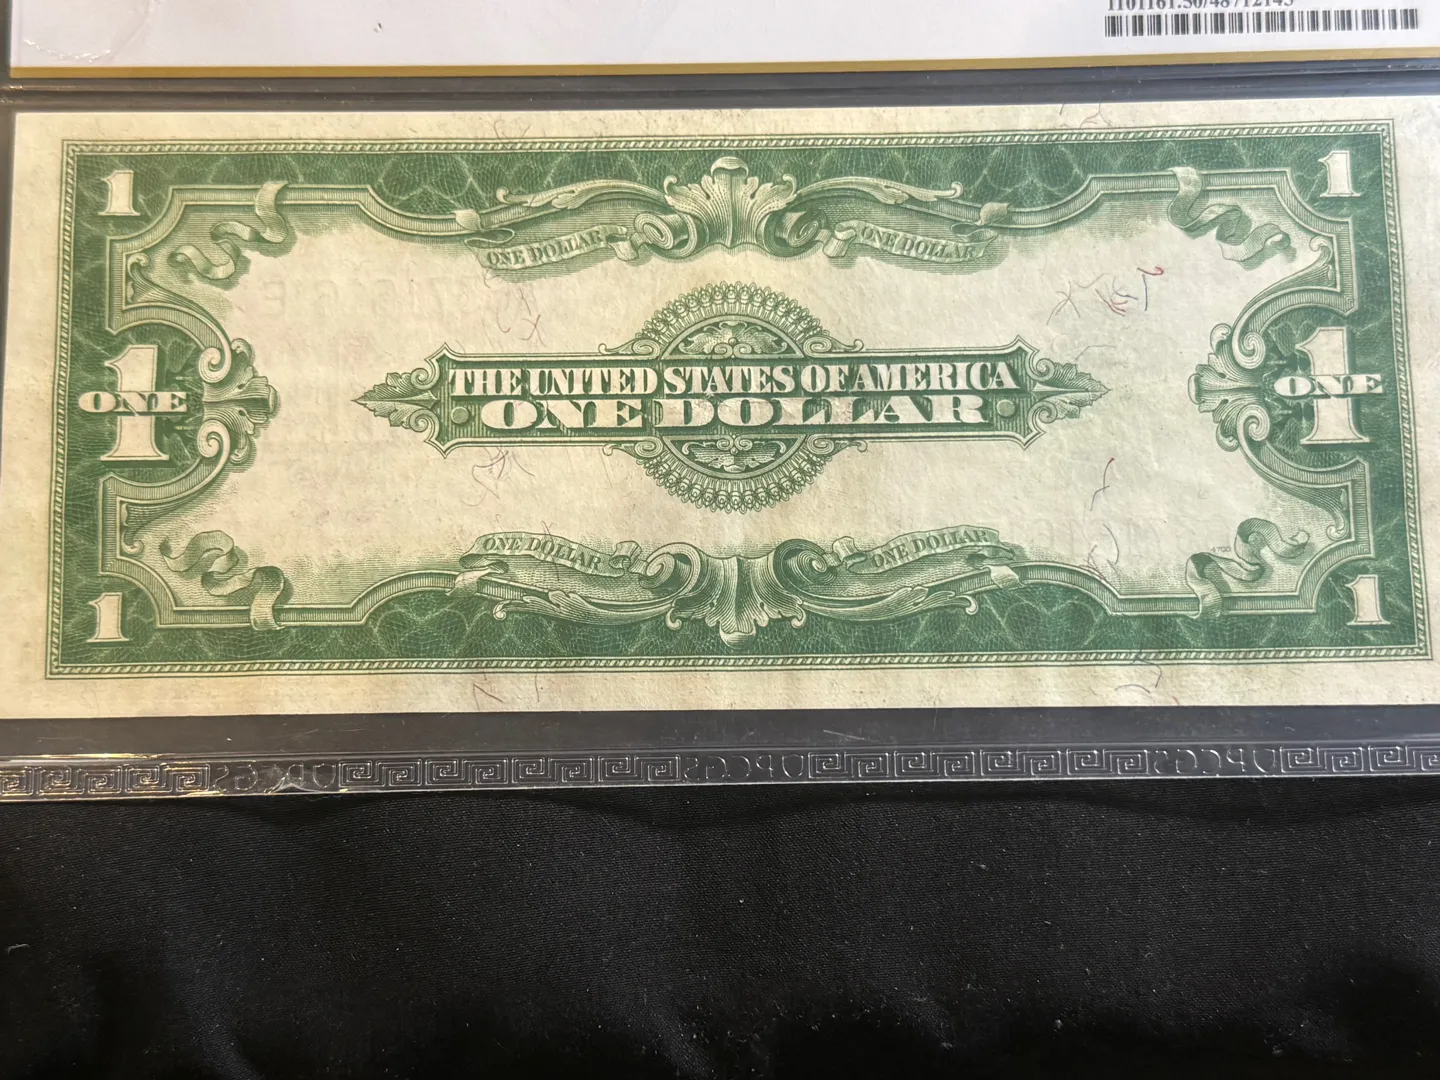 1 1
ONE DOLLAR ONE DOLLAR
THE UNITED STATES OF AMERICA
ONE DOLLAR
1 ONE 1 ONE
ONE DOLLAR ONE DOLLAR
1 1